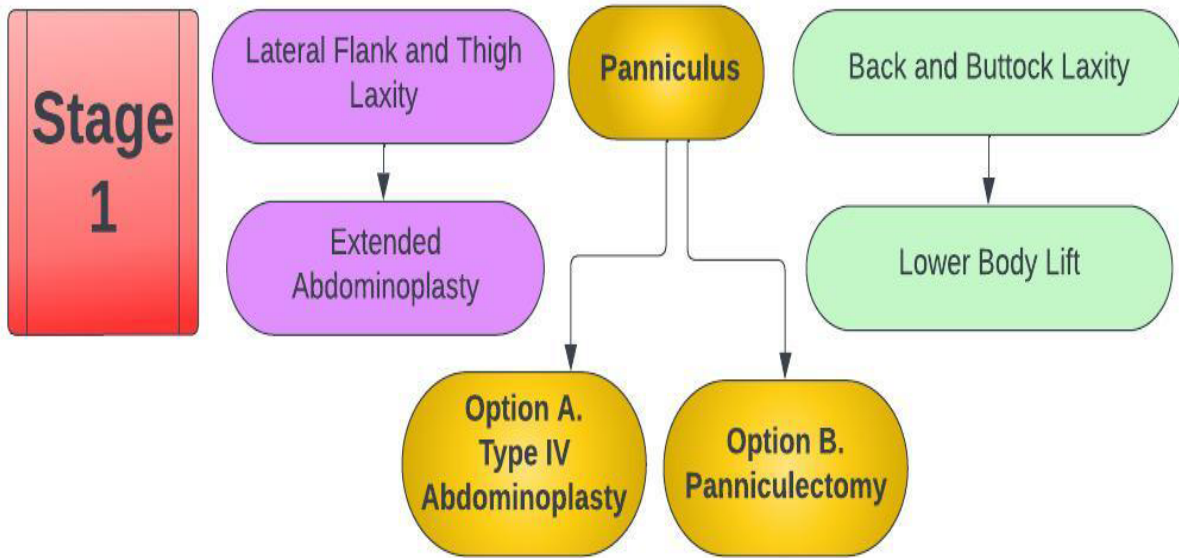 Stage
1
Lateral Flank and Thigh
Laxity
Extended
Abdominoplasty
Panniculus
Option A.
Type IV
Abdominoplasty
Option B.
Panniculectomy
Back and Buttock Laxity
Lower Body Lift